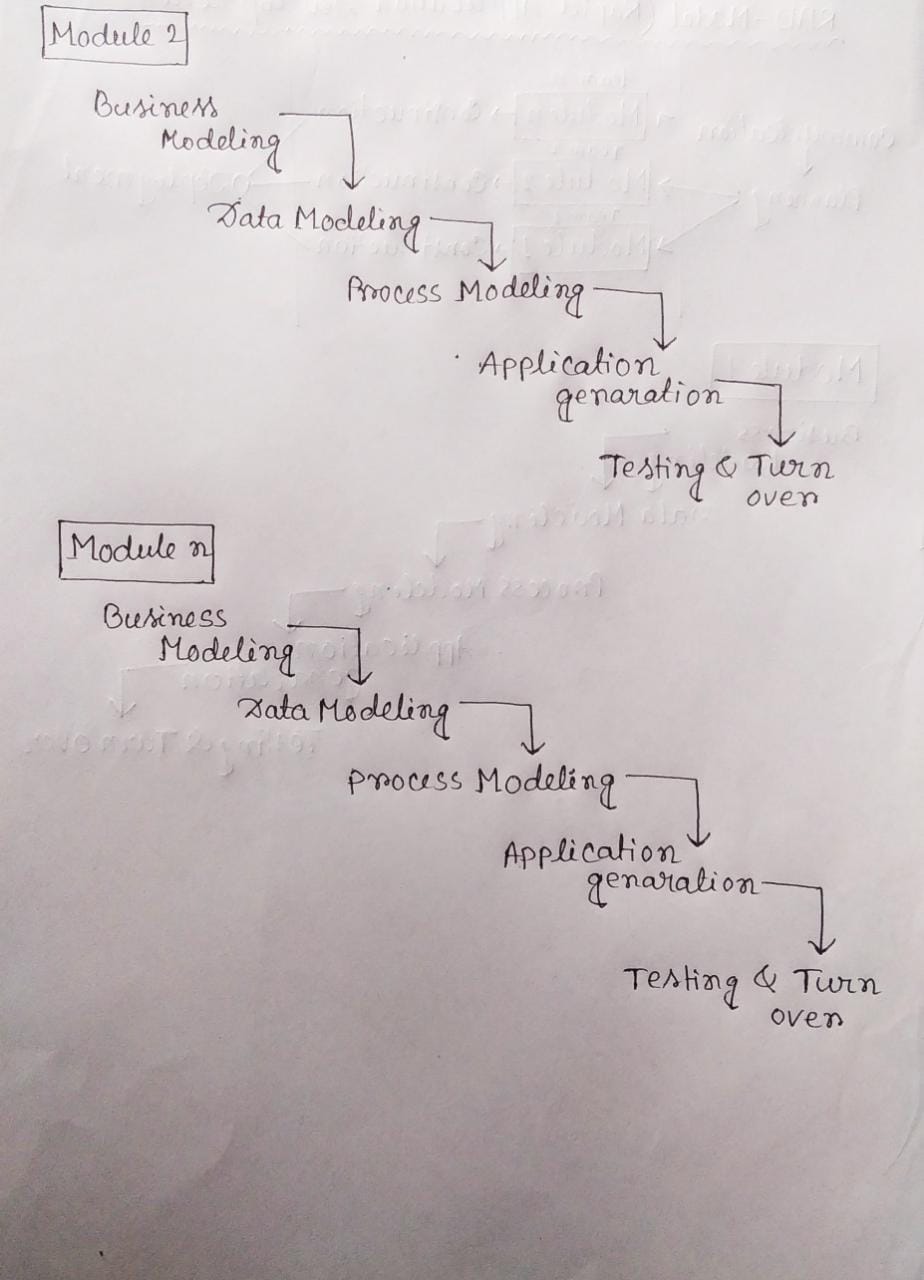 Module 2
Business
Modeling
Data Modeling
Process Modeling
Application
genaration
Testing & Turn
over
Module n
Business
Modeling
Data Modeling
Process Modeling
Application
genaration
Testing & Turn
over